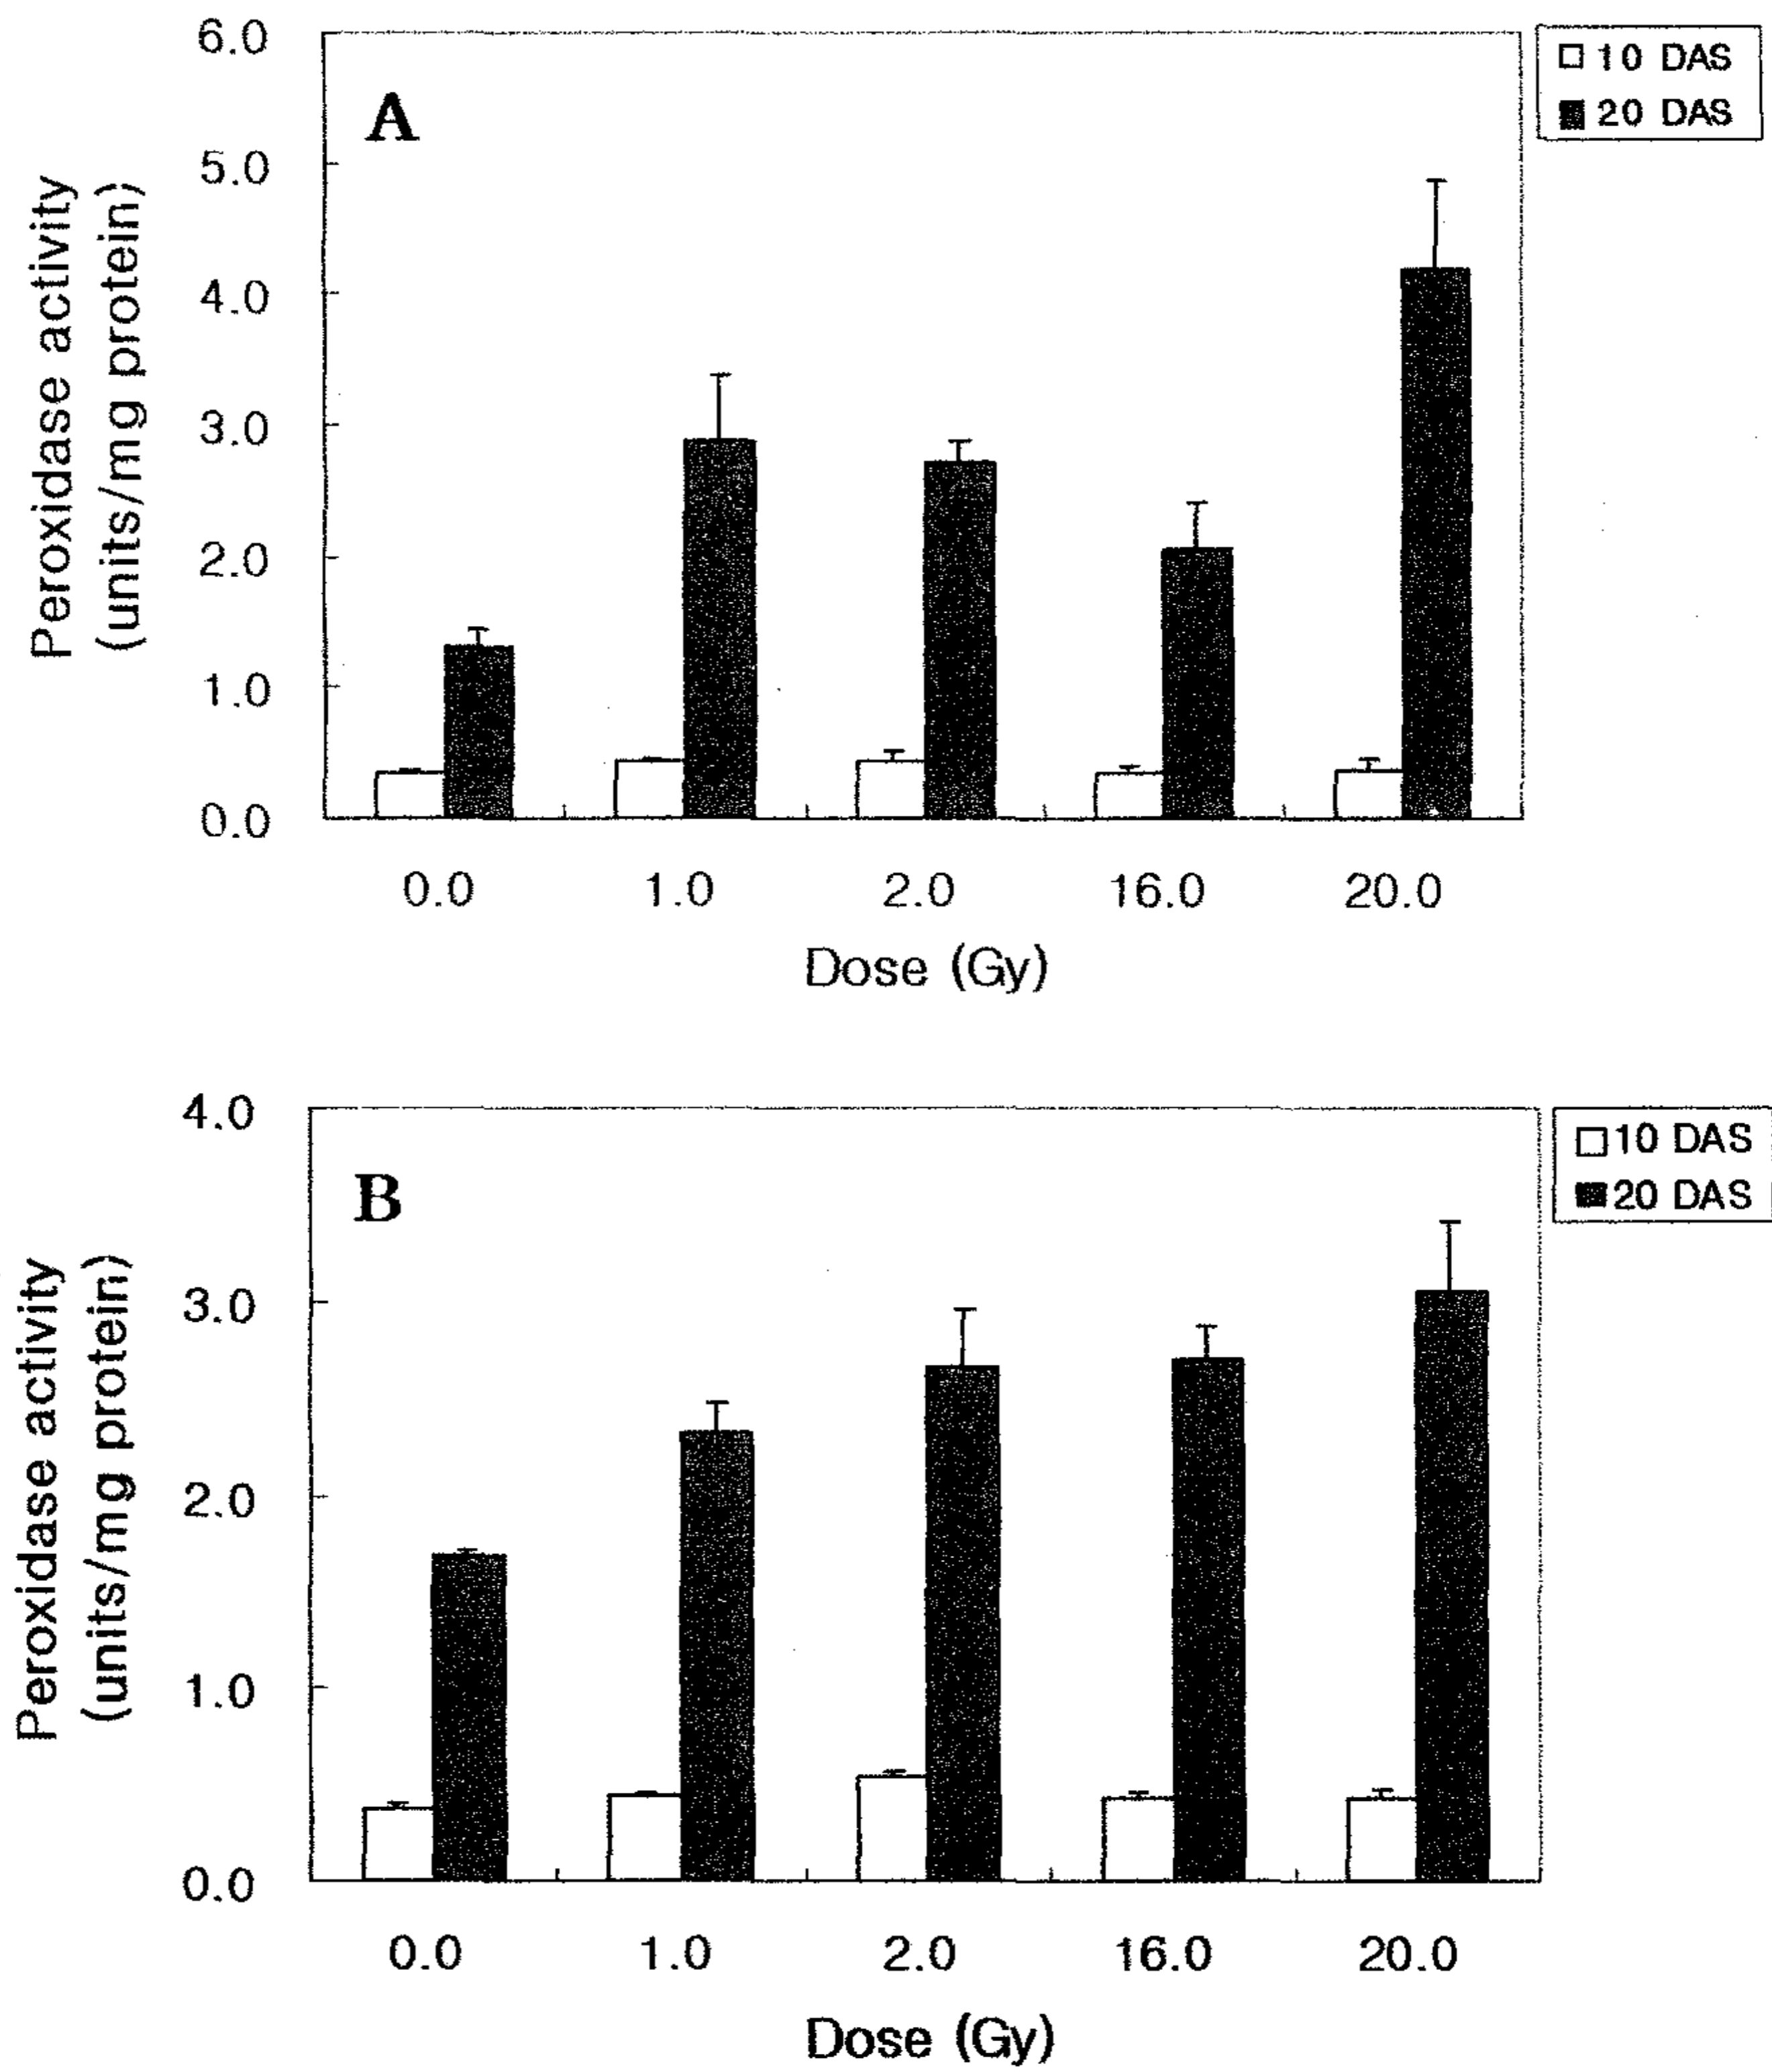 6.0
5.0
4.0
3.0
2.0
1.0
0.0
Peroxidase activity
(units/mg protein)
A
10 DAS
20 DAS
0.0 1.0 2.0 16.0 20.0
Dose (Gy)
4.0
3.0
2.0
1.0
0.0
Peroxidase activity
(units/mg protein)
B
10 DAS
20 DAS
0.0 1.0 2.0 16.0 20.0
Dose (Gy)